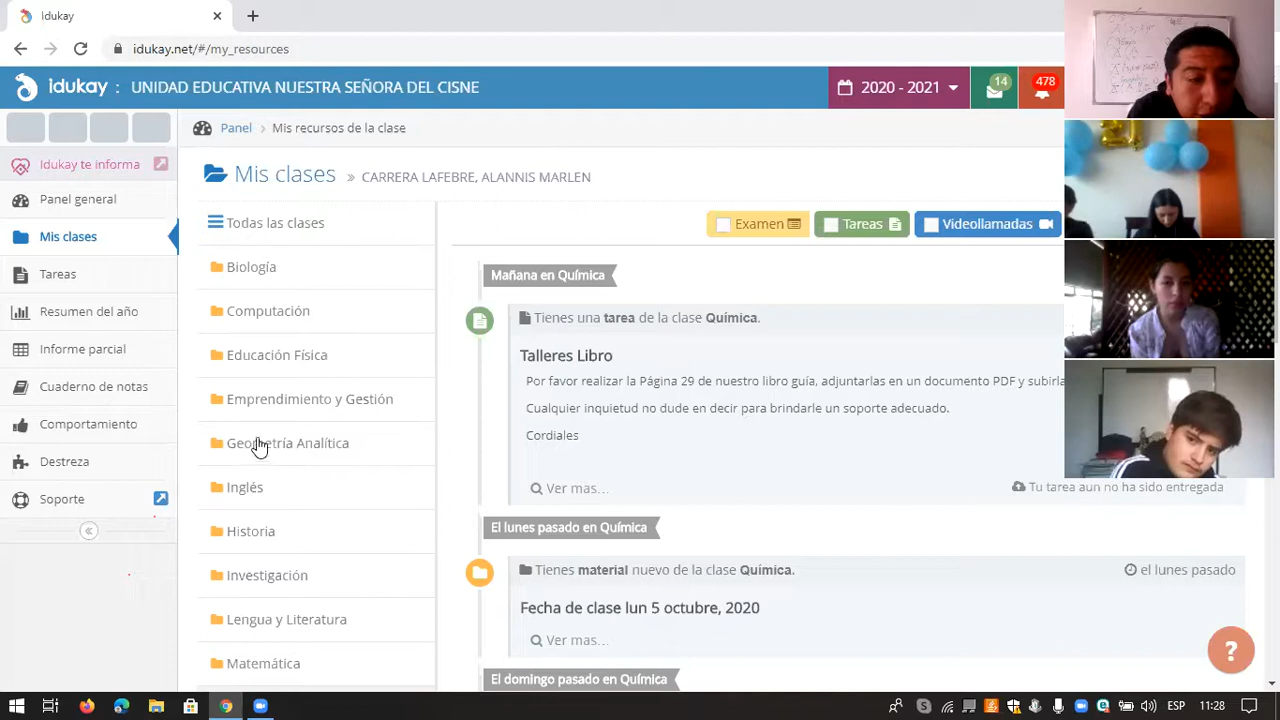 idukay
idukay.net/#/my_resources
idukay : UNIDAD EDUCATIVA NUESTRA SEÑORA DEL CISNE
2020 - 2021
14
478
Panel > Mis recursos de la clase
Idukay te informa
Panel general
Mis clases
Tareas
Resumen del año
Informe parcial
Cuaderno de notas
Comportamiento
Destreza
Soporte
Mis clases » CARRERA LAFEBRE, ALANNIS MARLEN
Todas las clases
Biología
Computación
Educación Física
Emprendimiento y Gestión
Geometría Analítica
Inglés
Historia
Investigación
Lengua y Literatura
Matemática
Examen
Tareas
Videollamadas
Mañana en Química
Tienes una tarea de la clase Química.
Talleres Libro
Por favor realizar la Página 29 de nuestro libro guía, adjuntarlas en un documento PDF y subirla
Cualquier inquietud no dude en decir para brindarle un soporte adecuado.
Cordiales
Ver mas...
Tu tarea aun no ha sido entregada
El lunes pasado en Química
Tienes material nuevo de la clase Química.
el lunes pasado
Fecha de clase lun 5 octubre, 2020
Ver mas...
El domingo pasado en Química
?
ESP
11:28